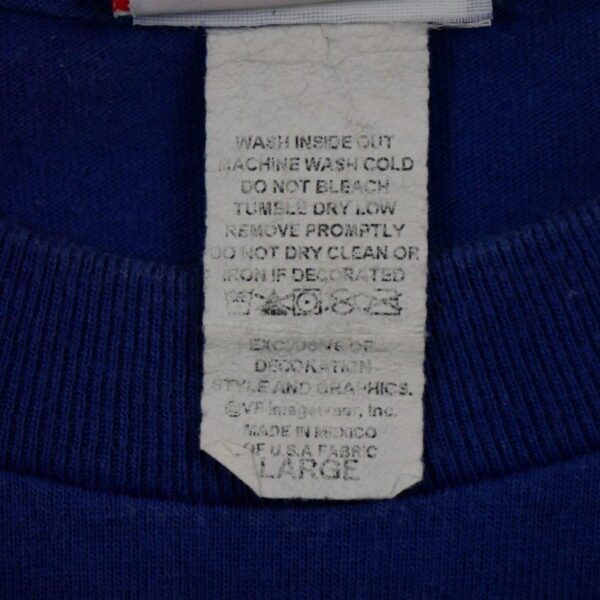 WASH INSIDE OUT
MACHINE WASH COLD
DO NOT BLEACH
TUMBLE DRY LOW
REMOVE PROMPTLY
DO NOT DRY CLEAN OR
IRON IF DECORATED
EXCLUSIVE OF
DECORATION
STYLE AND GRAPHICS.
©VF Imagewear, Inc.
MADE IN MEXICO
OF U.S.A FABRIC
LARGE